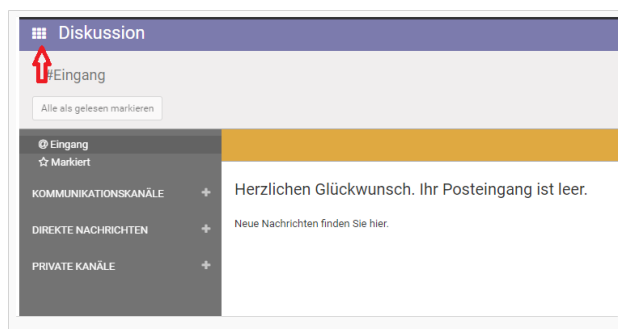 Diskussion
#Eingang
Alle als gelesen markieren
@ Eingang
☆ Markiert
KOMMUNIKATIONSKANÄLE +
DIREKTE NACHRICHTEN +
PRIVATE KANÄLE +
Herzlichen Glückwunsch. Ihr Posteingang ist leer.
Neue Nachrichten finden Sie hier.